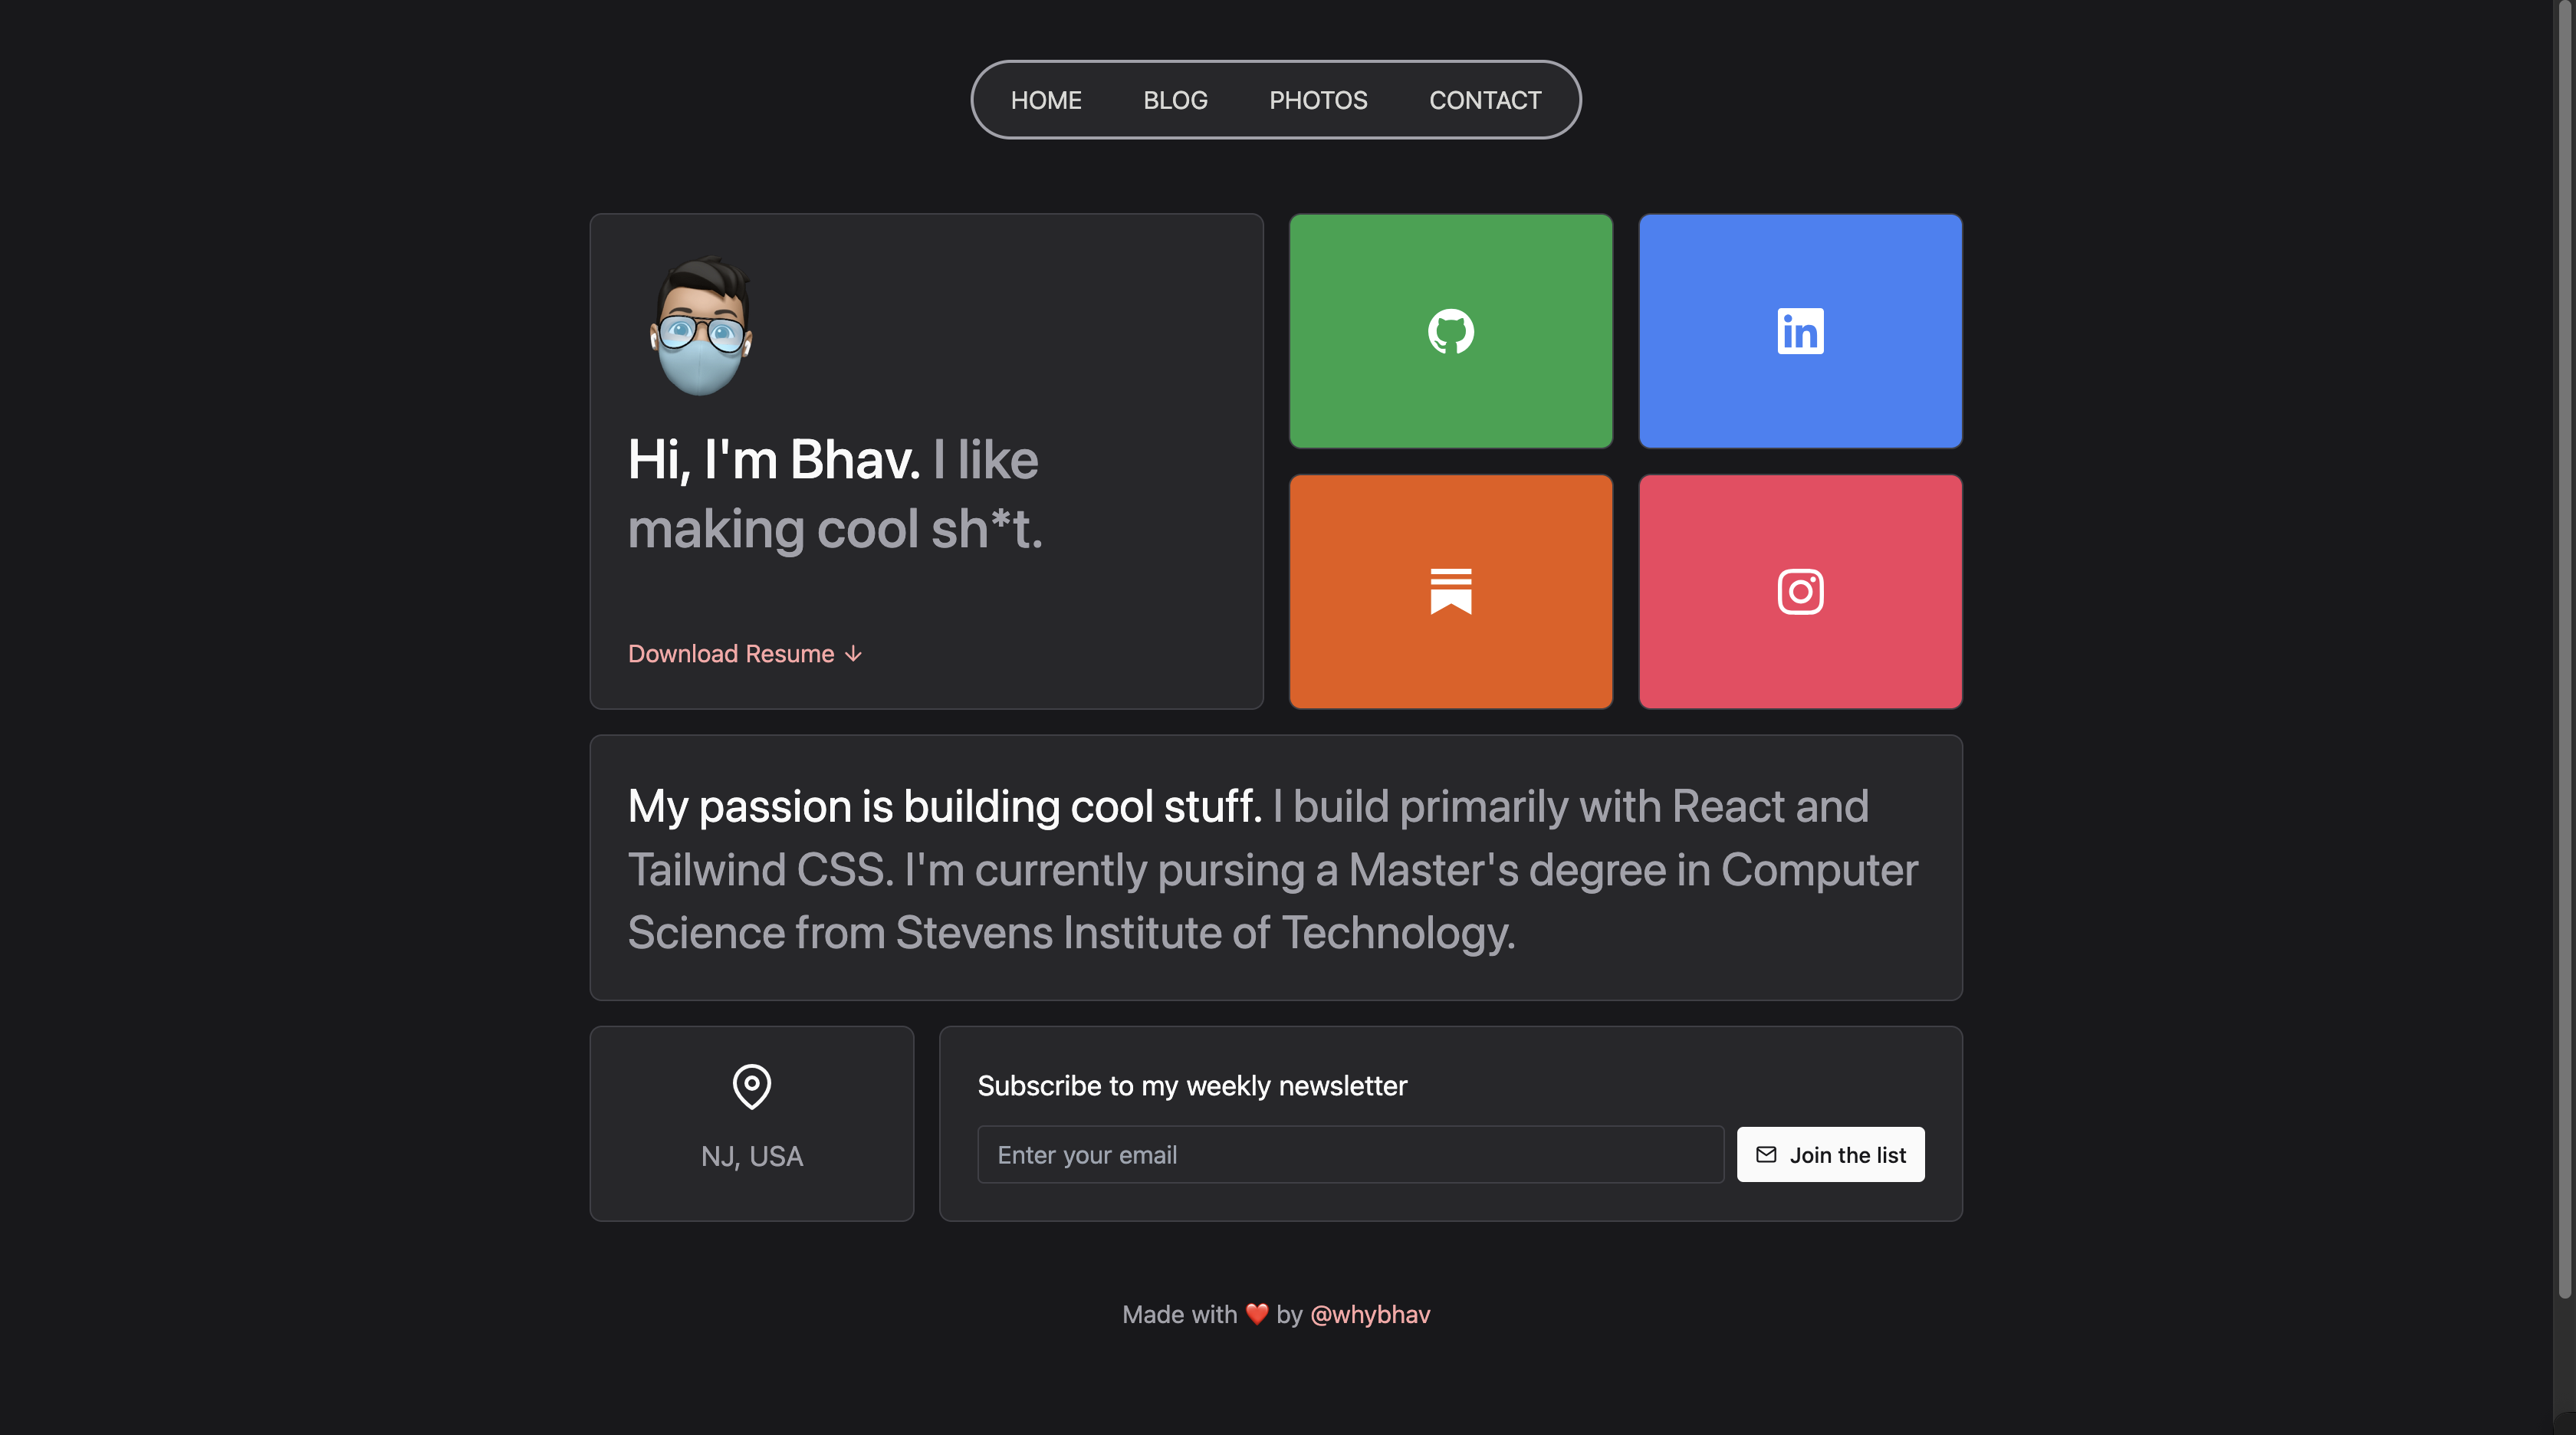 HOME BLOG PHOTOS CONTACT
Hi, I'm Bhav. I like
making cool sh*t.
Download Resume ↓
in
My passion is building cool stuff. I build primarily with React and
Tailwind CSS. I'm currently pursing a Master's degree in Computer
Science from Stevens Institute of Technology.
NJ, USA
Subscribe to my weekly newsletter
Enter your email
Join the list
Made with ❤️ by @whybhav